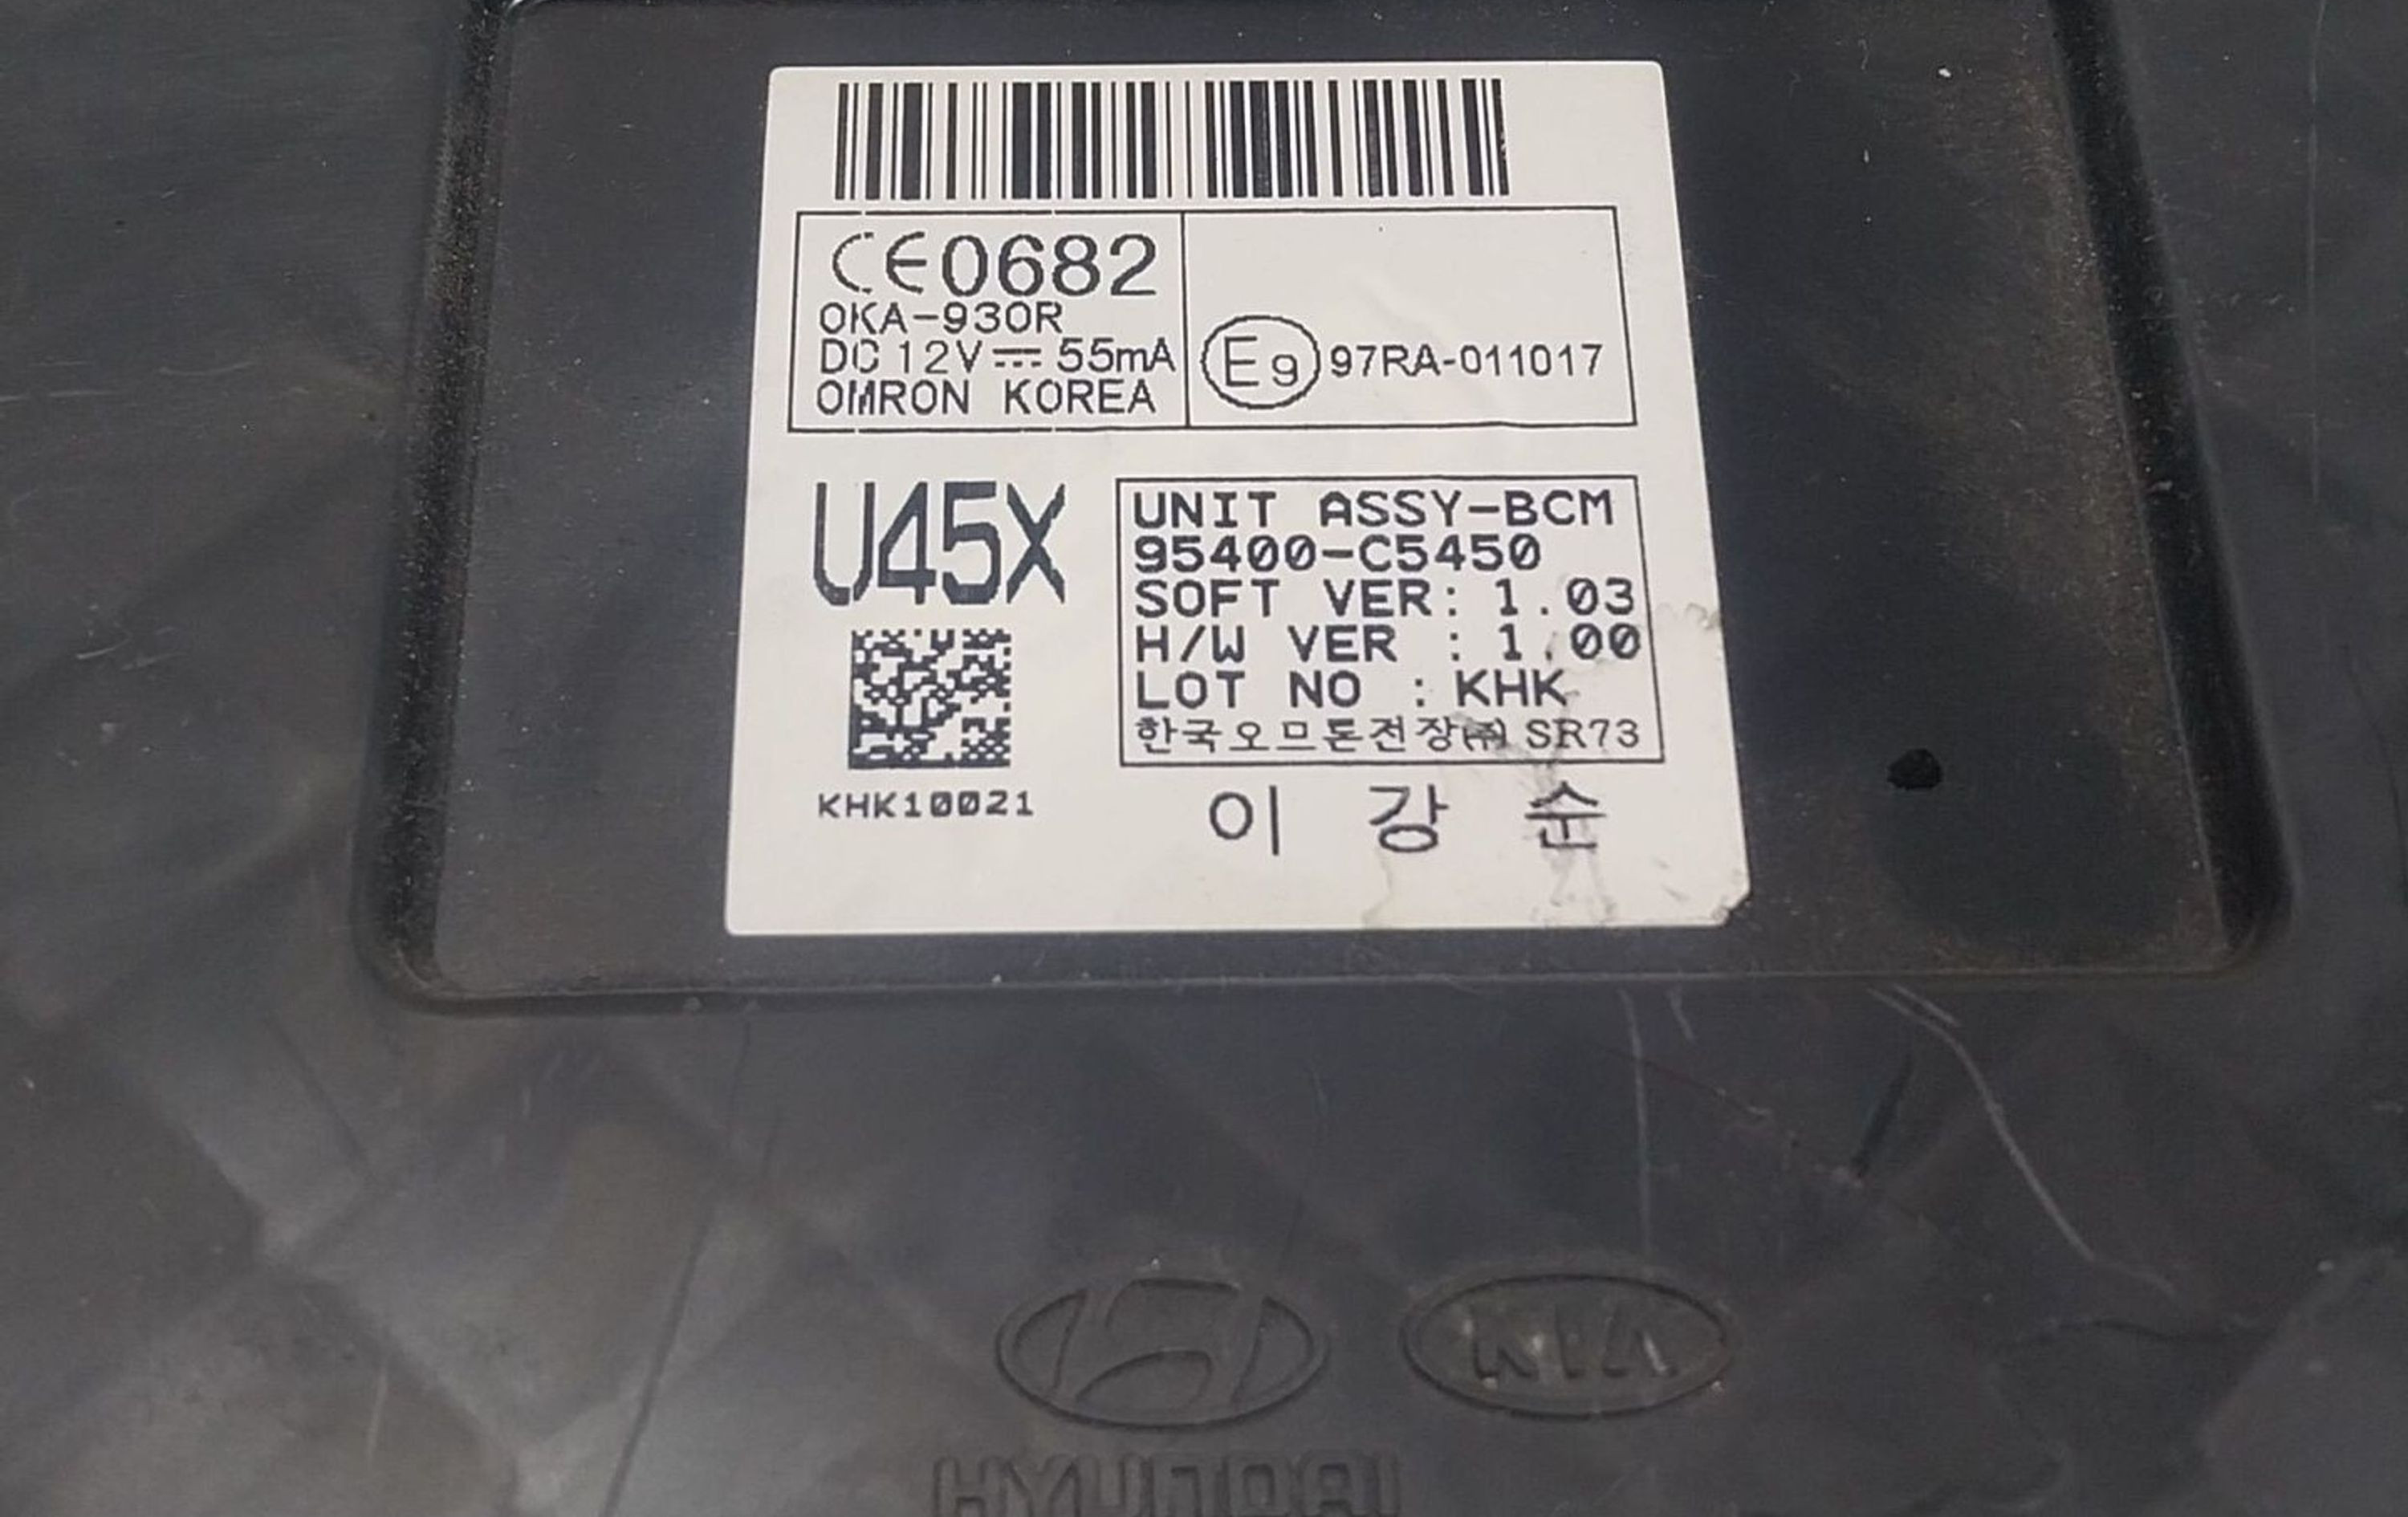 CE0682
OKA-930R
DC 12V 55mA
OMRON KOREA
E9 97RA-011017
U45X
UNIT ASSY-BCM
95400-C5450
SOFT VER: 1.03
H/W VER : 1.00
LOT NO : KHK
한국오므론전장㈜ SR73
KHK10021
이 강 순
KIA
HYUNDAI